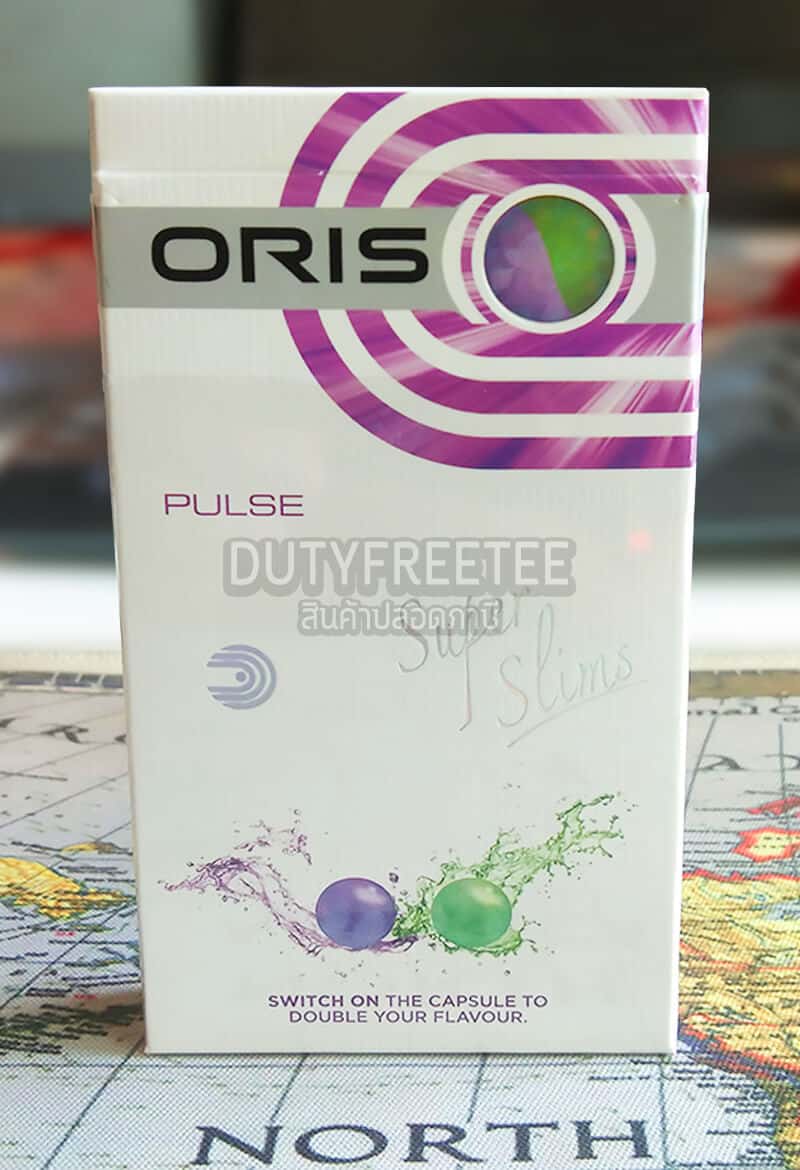 ORIS
PULSE
DUTYFREETEE
สินค้าปลอดภาษี
Super
Slims
SWITCH ON THE CAPSULE TO
DOUBLE YOUR FLAVOUR.
NORTH